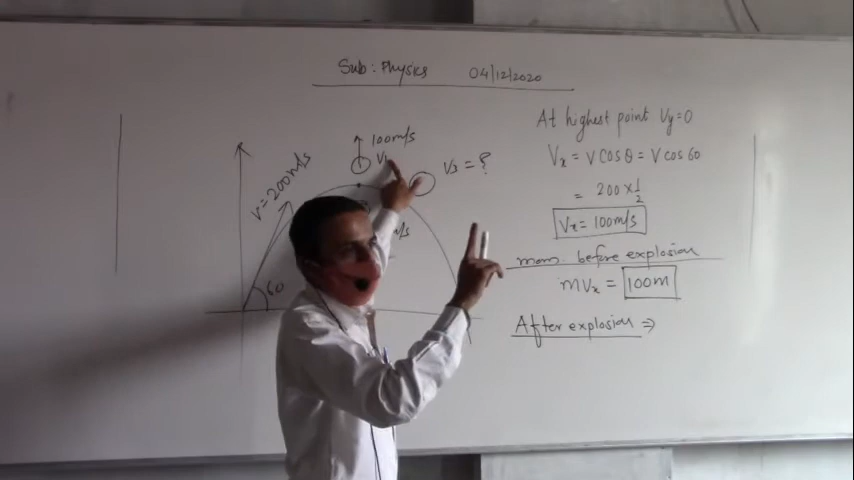 Sub: Physics 04/12/2020
100m/s
V₁
V₃ = ?
V = 200m/s
m/s
60
At highest point Vy=0
Vx = V cos θ = V cos 60
= 200 × 1/2
Vx = 100m/s
mom. before explosion
mVx = 100m
After explosion ⇒